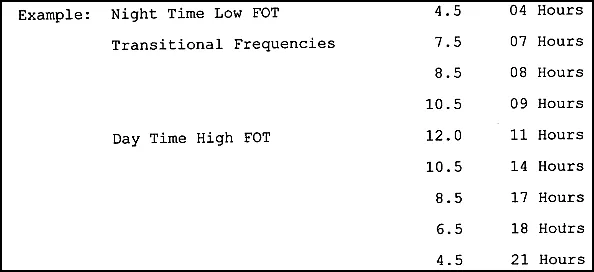 Example: Night Time Low FOT 4.5 04 Hours
Transitional Frequencies 7.5 07 Hours
8.5 08 Hours
10.5 09 Hours
Day Time High FOT 12.0 11 Hours
10.5 14 Hours
8.5 17 Hours
6.5 18 Hours
4.5 21 Hours